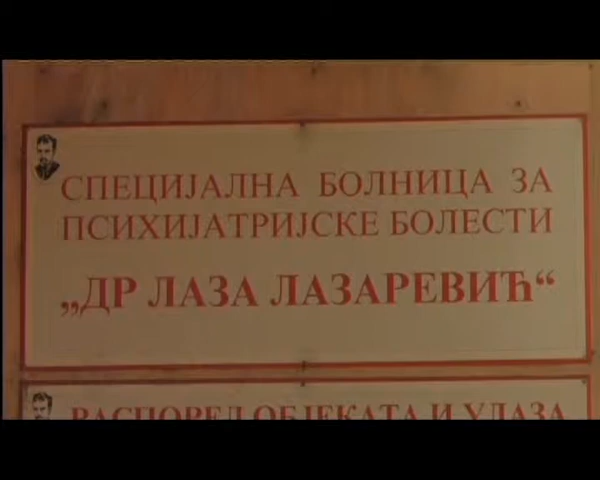 СПЕЦИЈАЛНА БОЛНИЦА ЗА
ПСИХИЈАТРИЈСКЕ БОЛЕСТИ
„ДР ЛАЗА ЛАЗАРЕВИЋ“
РАСПОРЕД ОБЈЕКАТА И УЛАЗА